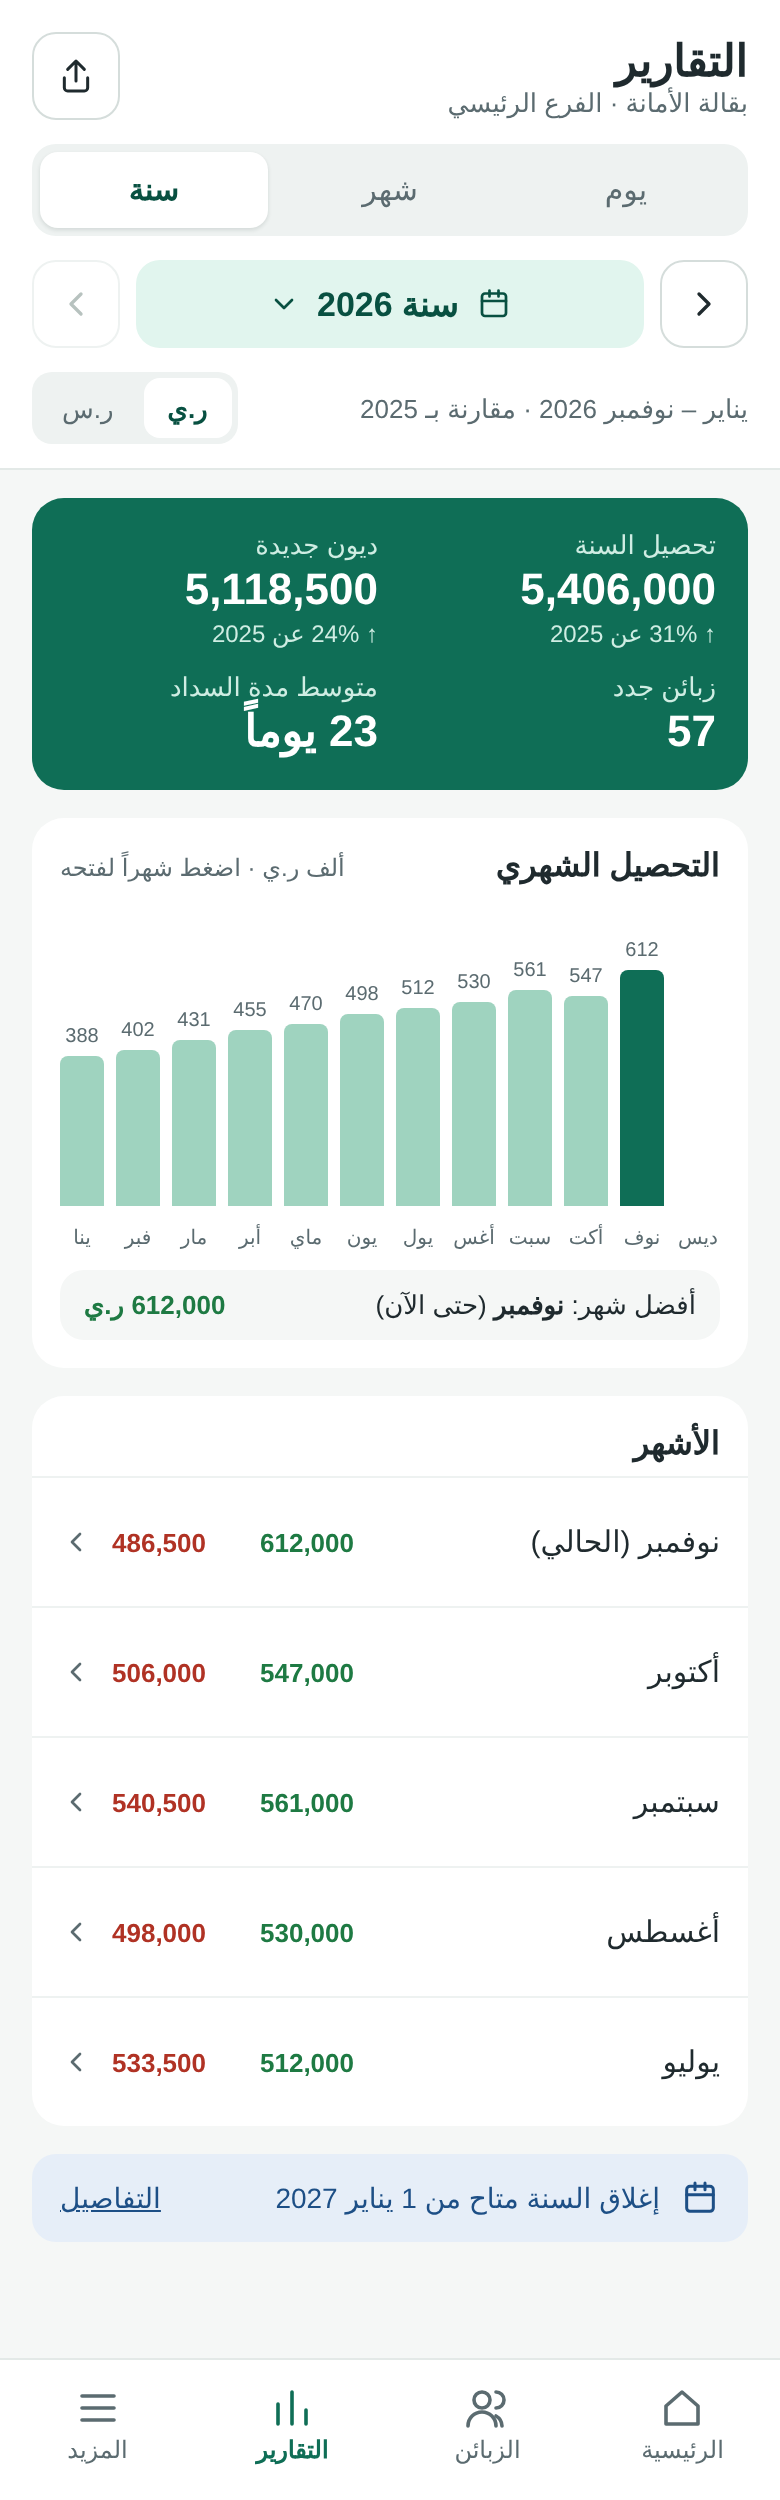 التقارير
بقالة الأمانة · الفرع الرئيسي
يوم
شهر
سنة
سنة 2026
يناير – نوفمبر 2026 · مقارنة بـ 2025
ر.ي
ر.س
تحصيل السنة
5,406,000
↑ 31% عن 2025
ديون جديدة
5,118,500
↑ 24% عن 2025
زبائن جدد
57
متوسط مدة السداد
23 يوماً
التحصيل الشهري
ألف ر.ي · اضغط شهراً لفتحه
388 402 431 455 470 498 512 530 561 547 612
ينا فبر مار أبر ماي يون يول أغس سبت أكت نوف ديس
أفضل شهر: نوفمبر (حتى الآن)
612,000 ر.ي
الأشهر
نوفمبر (الحالي) 612,000 486,500
أكتوبر 547,000 506,000
سبتمبر 561,000 540,500
أغسطس 530,000 498,000
يوليو 512,000 533,500
إغلاق السنة متاح من 1 يناير 2027
التفاصيل
الرئيسية
الزبائن
التقارير
المزيد